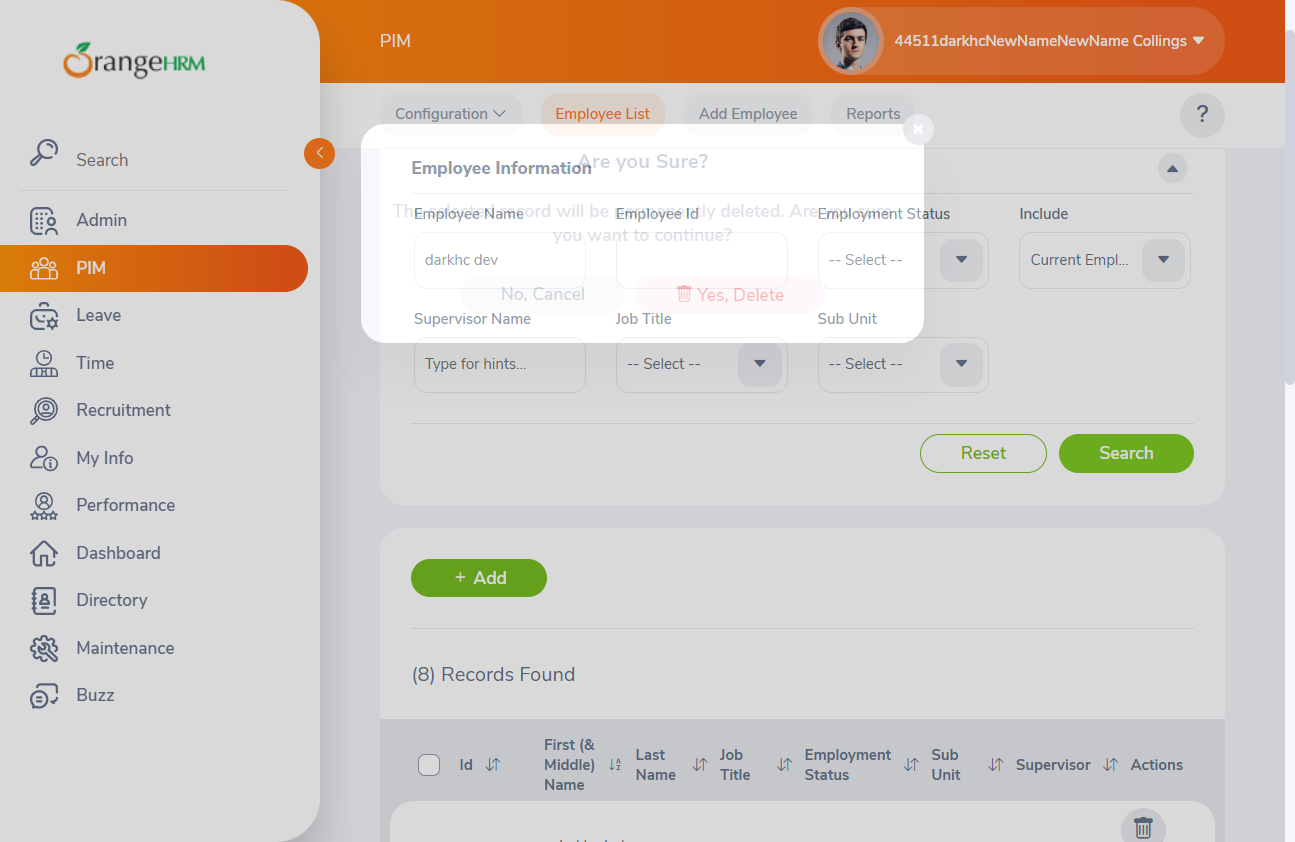 OrangeHRM
PIM
44511darkhcNewNameNewName Collings
Search
Admin
PIM
Leave
Time
Recruitment
My Info
Performance
Dashboard
Directory
Maintenance
Buzz
Configuration
Employee List
Add Employee
Reports
?
Are you Sure?
The selected record will be permanently deleted. Are you sure
you want to continue?
No, Cancel
Yes, Delete
Employee Information
Employee Name
Employee Id
Employment Status
Include
darkhc dev
-- Select --
Current Empl...
Supervisor Name
Job Title
Sub Unit
Type for hints...
-- Select --
-- Select --
Reset
Search
+ Add
(8) Records Found
Id
First (&
Middle)
Name
Last
Name
Job
Title
Employment
Status
Sub
Unit
Supervisor
Actions